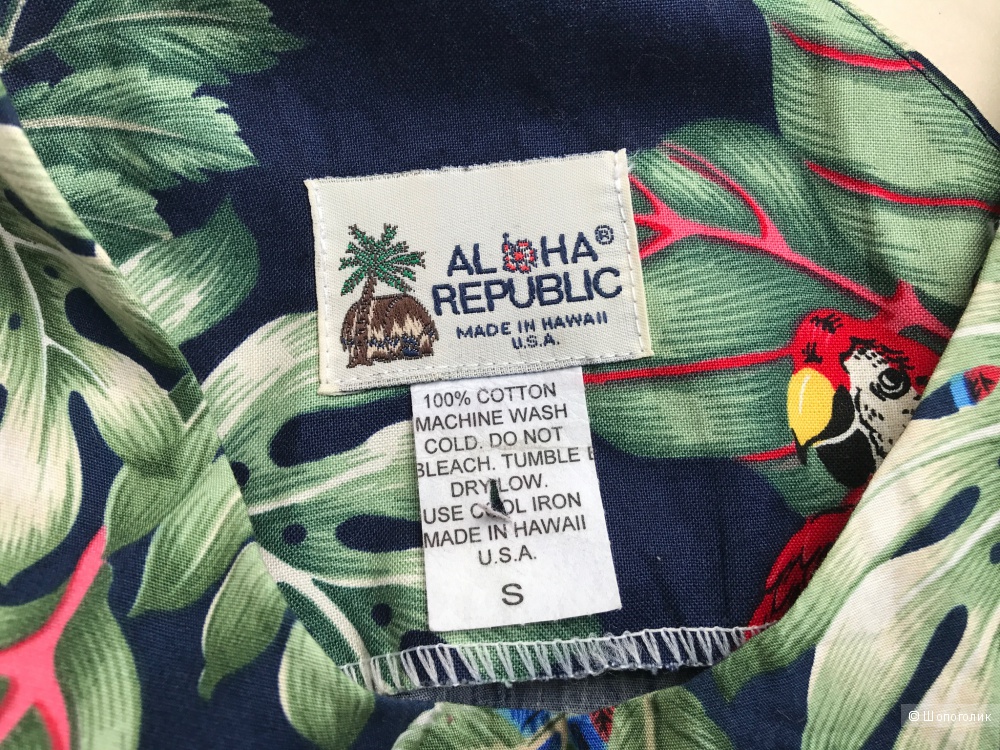 ALOHA®
REPUBLIC
MADE IN HAWAII
U.S.A.
100% COTTON
MACHINE WASH
COLD. DO NOT
BLEACH. TUMBLE
DRY LOW.
USE COOL IRON
MADE IN HAWAII
U.S.A.
S
© Шопоголик